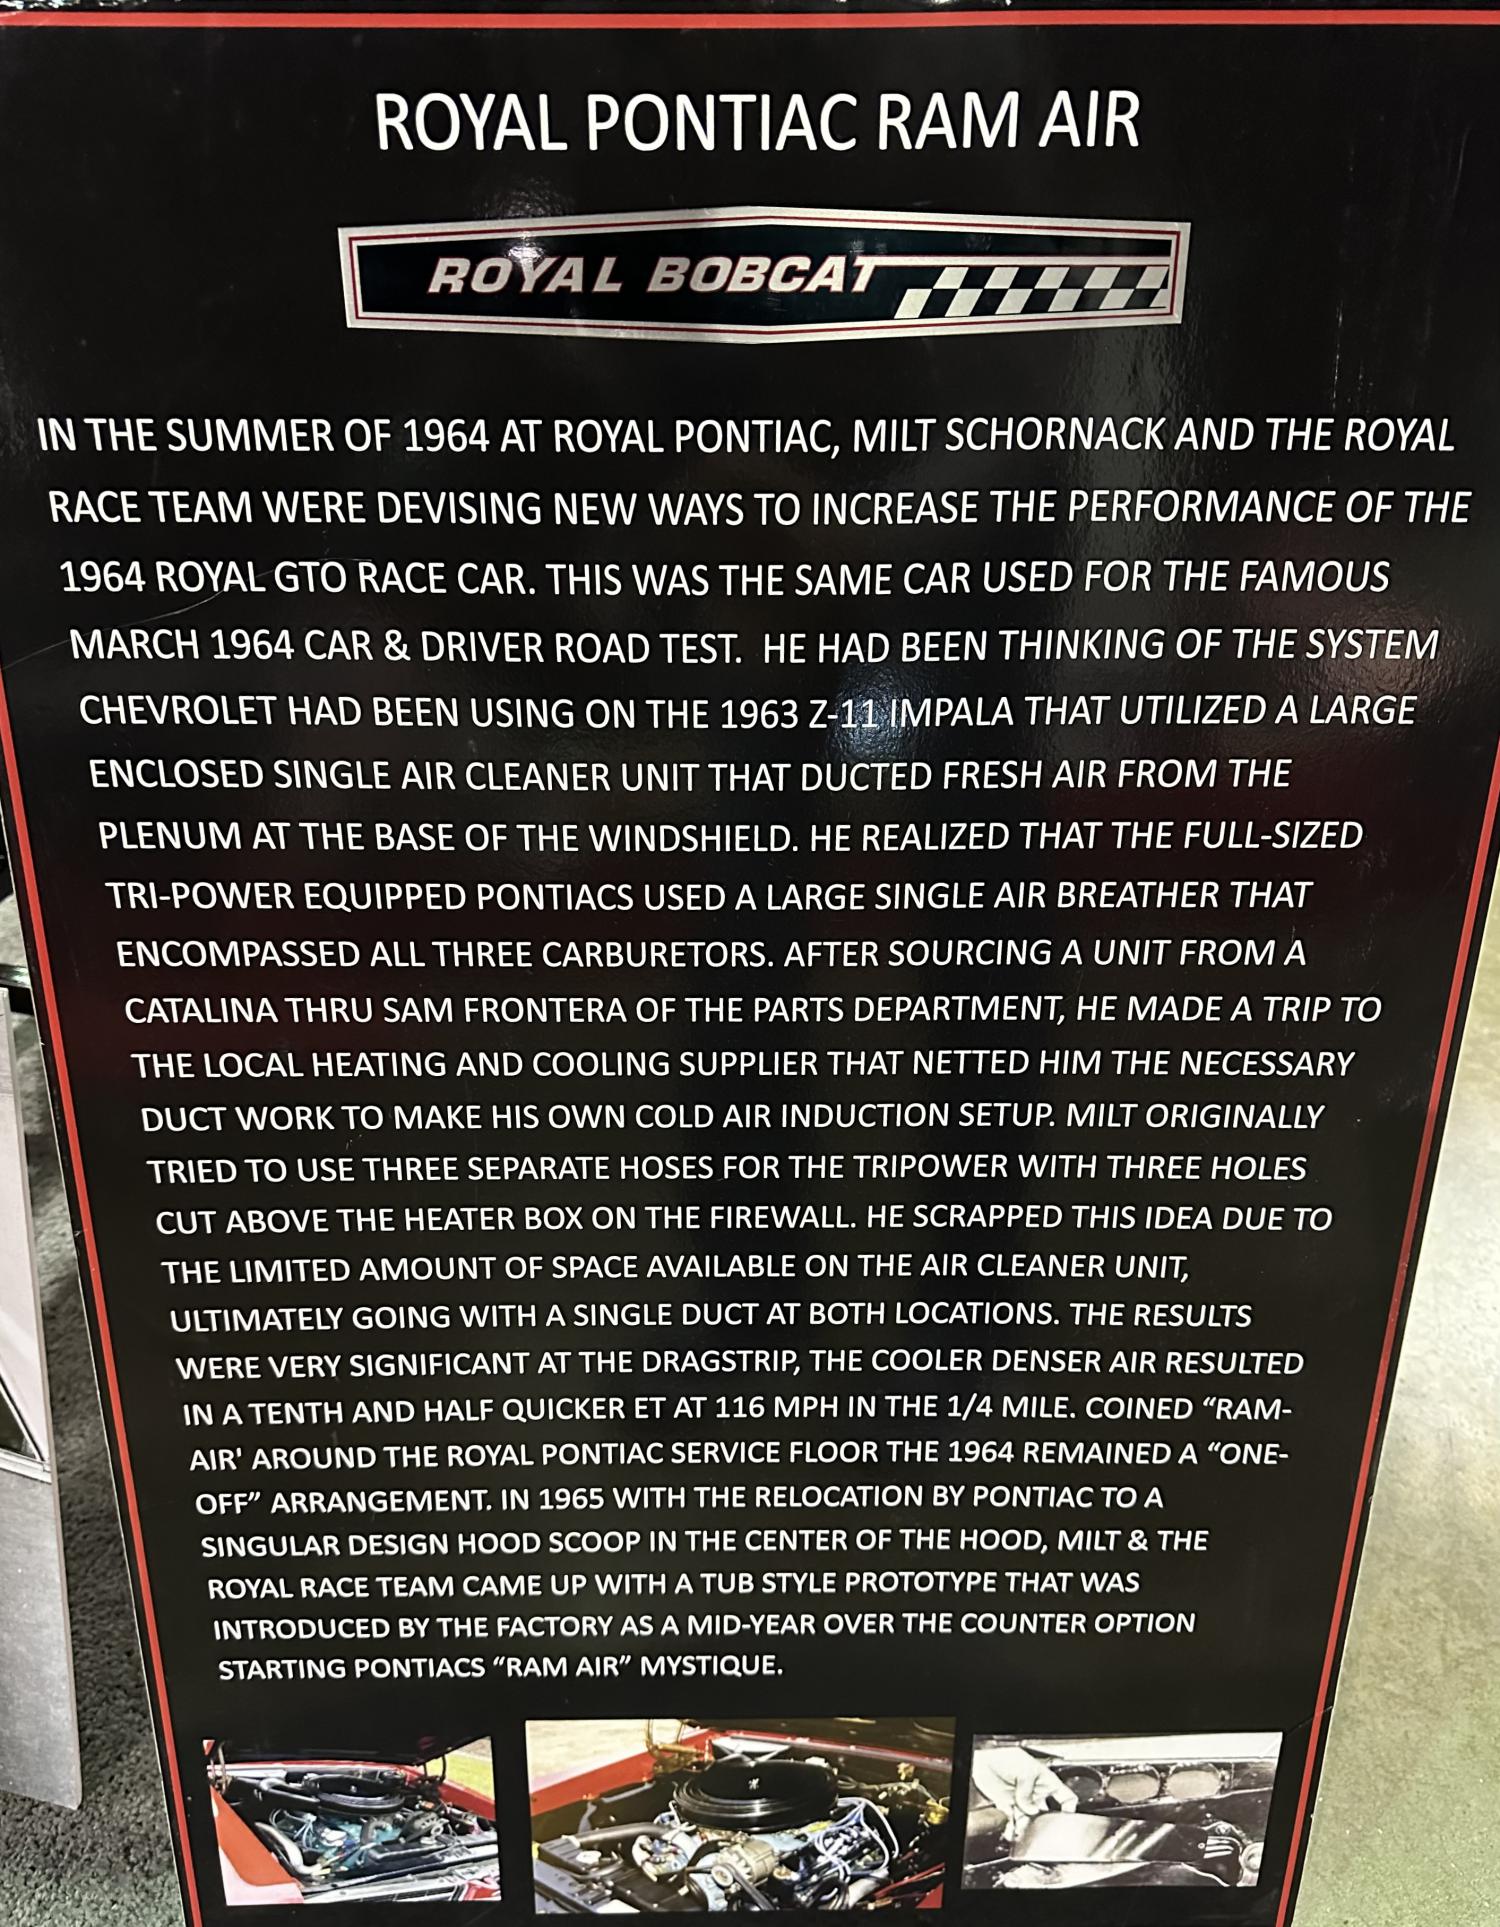 ROYAL PONTIAC RAM AIR
ROYAL BOBCAT
IN THE SUMMER OF 1964 AT ROYAL PONTIAC, MILT SCHORNACK AND THE ROYAL
RACE TEAM WERE DEVISING NEW WAYS TO INCREASE THE PERFORMANCE OF THE
1964 ROYAL GTO RACE CAR. THIS WAS THE SAME CAR USED FOR THE FAMOUS
MARCH 1964 CAR & DRIVER ROAD TEST. HE HAD BEEN THINKING OF THE SYSTEM
CHEVROLET HAD BEEN USING ON THE 1963 Z-11 IMPALA THAT UTILIZED A LARGE
ENCLOSED SINGLE AIR CLEANER UNIT THAT DUCTED FRESH AIR FROM THE
PLENUM AT THE BASE OF THE WINDSHIELD. HE REALIZED THAT THE FULL-SIZED
TRI-POWER EQUIPPED PONTIACS USED A LARGE SINGLE AIR BREATHER THAT
ENCOMPASSED ALL THREE CARBURETORS. AFTER SOURCING A UNIT FROM A
CATALINA THRU SAM FRONTERA OF THE PARTS DEPARTMENT, HE MADE A TRIP TO
THE LOCAL HEATING AND COOLING SUPPLIER THAT NETTED HIM THE NECESSARY
DUCT WORK TO MAKE HIS OWN COLD AIR INDUCTION SETUP. MILT ORIGINALLY
TRIED TO USE THREE SEPARATE HOSES FOR THE TRIPOWER WITH THREE HOLES
CUT ABOVE THE HEATER BOX ON THE FIREWALL. HE SCRAPPED THIS IDEA DUE TO
THE LIMITED AMOUNT OF SPACE AVAILABLE ON THE AIR CLEANER UNIT,
ULTIMATELY GOING WITH A SINGLE DUCT AT BOTH LOCATIONS. THE RESULTS
WERE VERY SIGNIFICANT AT THE DRAGSTRIP, THE COOLER DENSER AIR RESULTED
IN A TENTH AND HALF QUICKER ET AT 116 MPH IN THE 1/4 MILE. COINED “RAM-
AIR' AROUND THE ROYAL PONTIAC SERVICE FLOOR THE 1964 REMAINED A “ONE-
OFF” ARRANGEMENT. IN 1965 WITH THE RELOCATION BY PONTIAC TO A
SINGULAR DESIGN HOOD SCOOP IN THE CENTER OF THE HOOD, MILT & THE
ROYAL RACE TEAM CAME UP WITH A TUB STYLE PROTOTYPE THAT WAS
INTRODUCED BY THE FACTORY AS A MID-YEAR OVER THE COUNTER OPTION
STARTING PONTIACS “RAM AIR” MYSTIQUE.